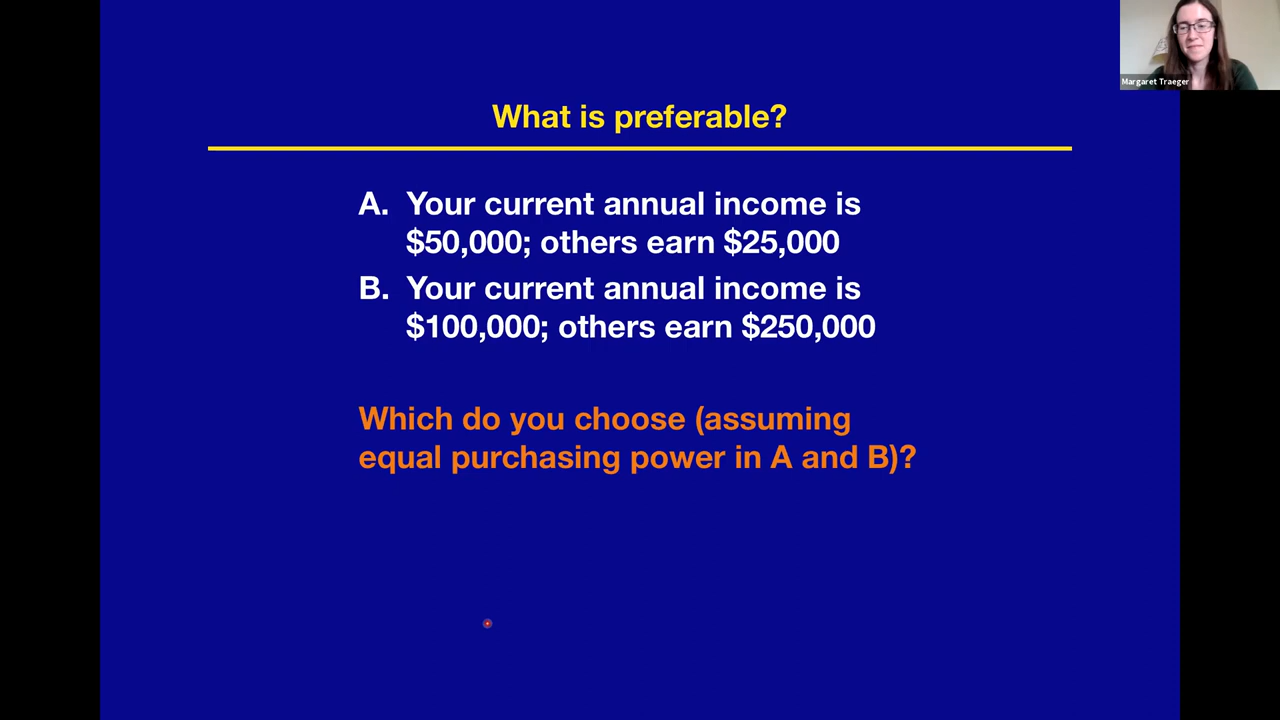 Margaret Traeger
What is preferable?
A. Your current annual income is
$50,000; others earn $25,000
B. Your current annual income is
$100,000; others earn $250,000
Which do you choose (assuming
equal purchasing power in A and B)?